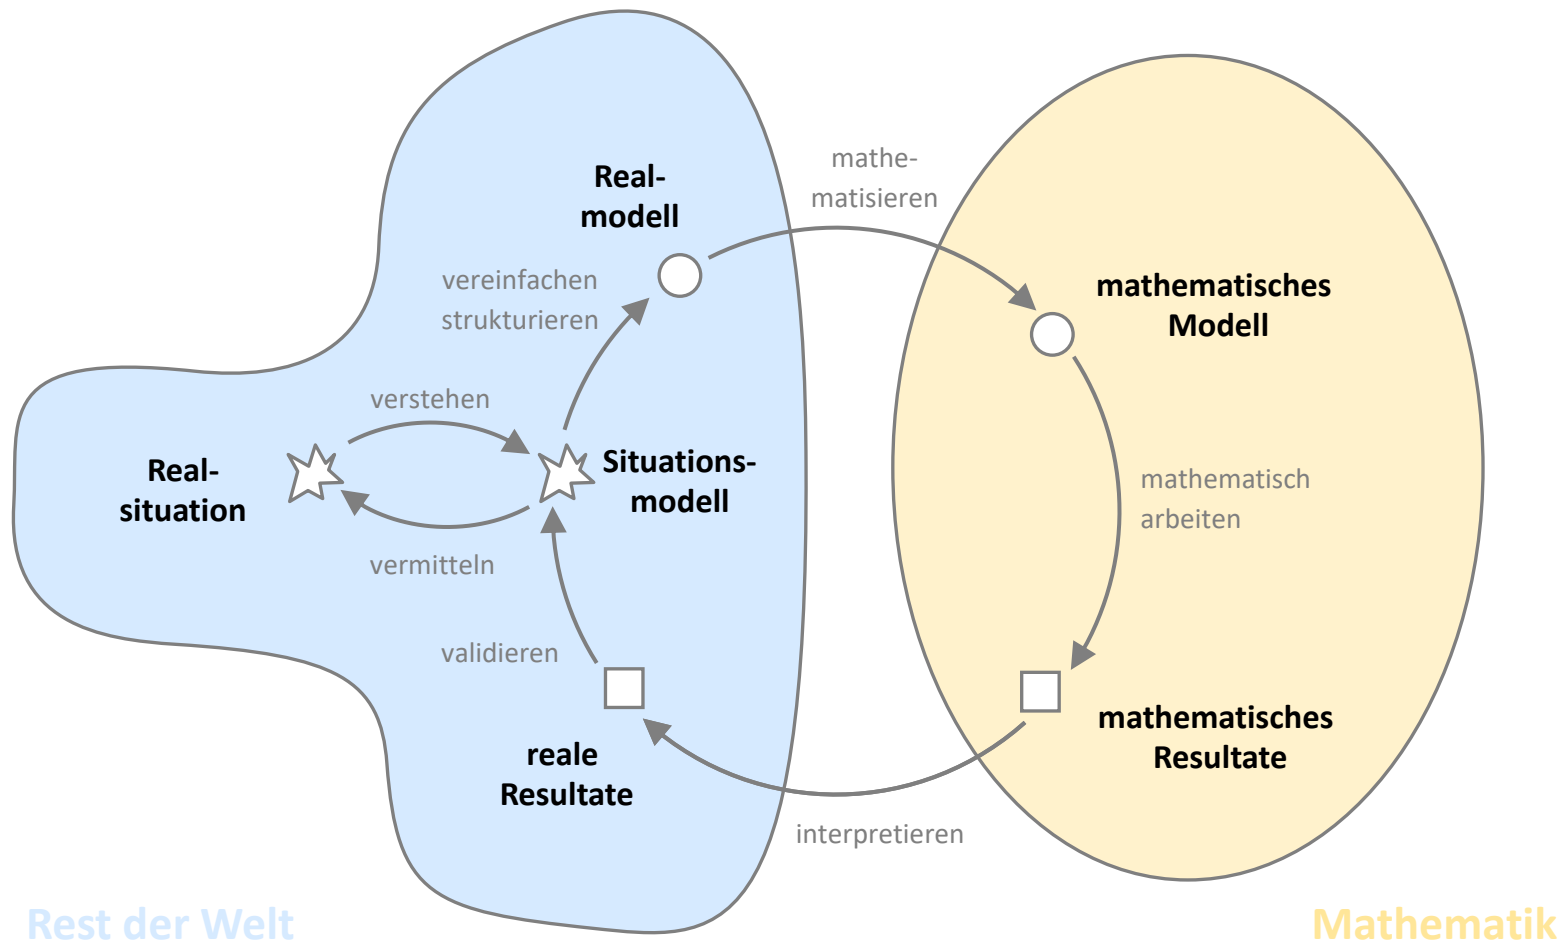 mathe-
matisieren
Real-
modell
vereinfachen
strukturieren
mathematisches
Modell
verstehen
Real-
situation
Situations-
modell
mathematisch
arbeiten
vermitteln
validieren
reale
Resultate
mathematisches
Resultate
interpretieren
Rest der Welt
Mathematik